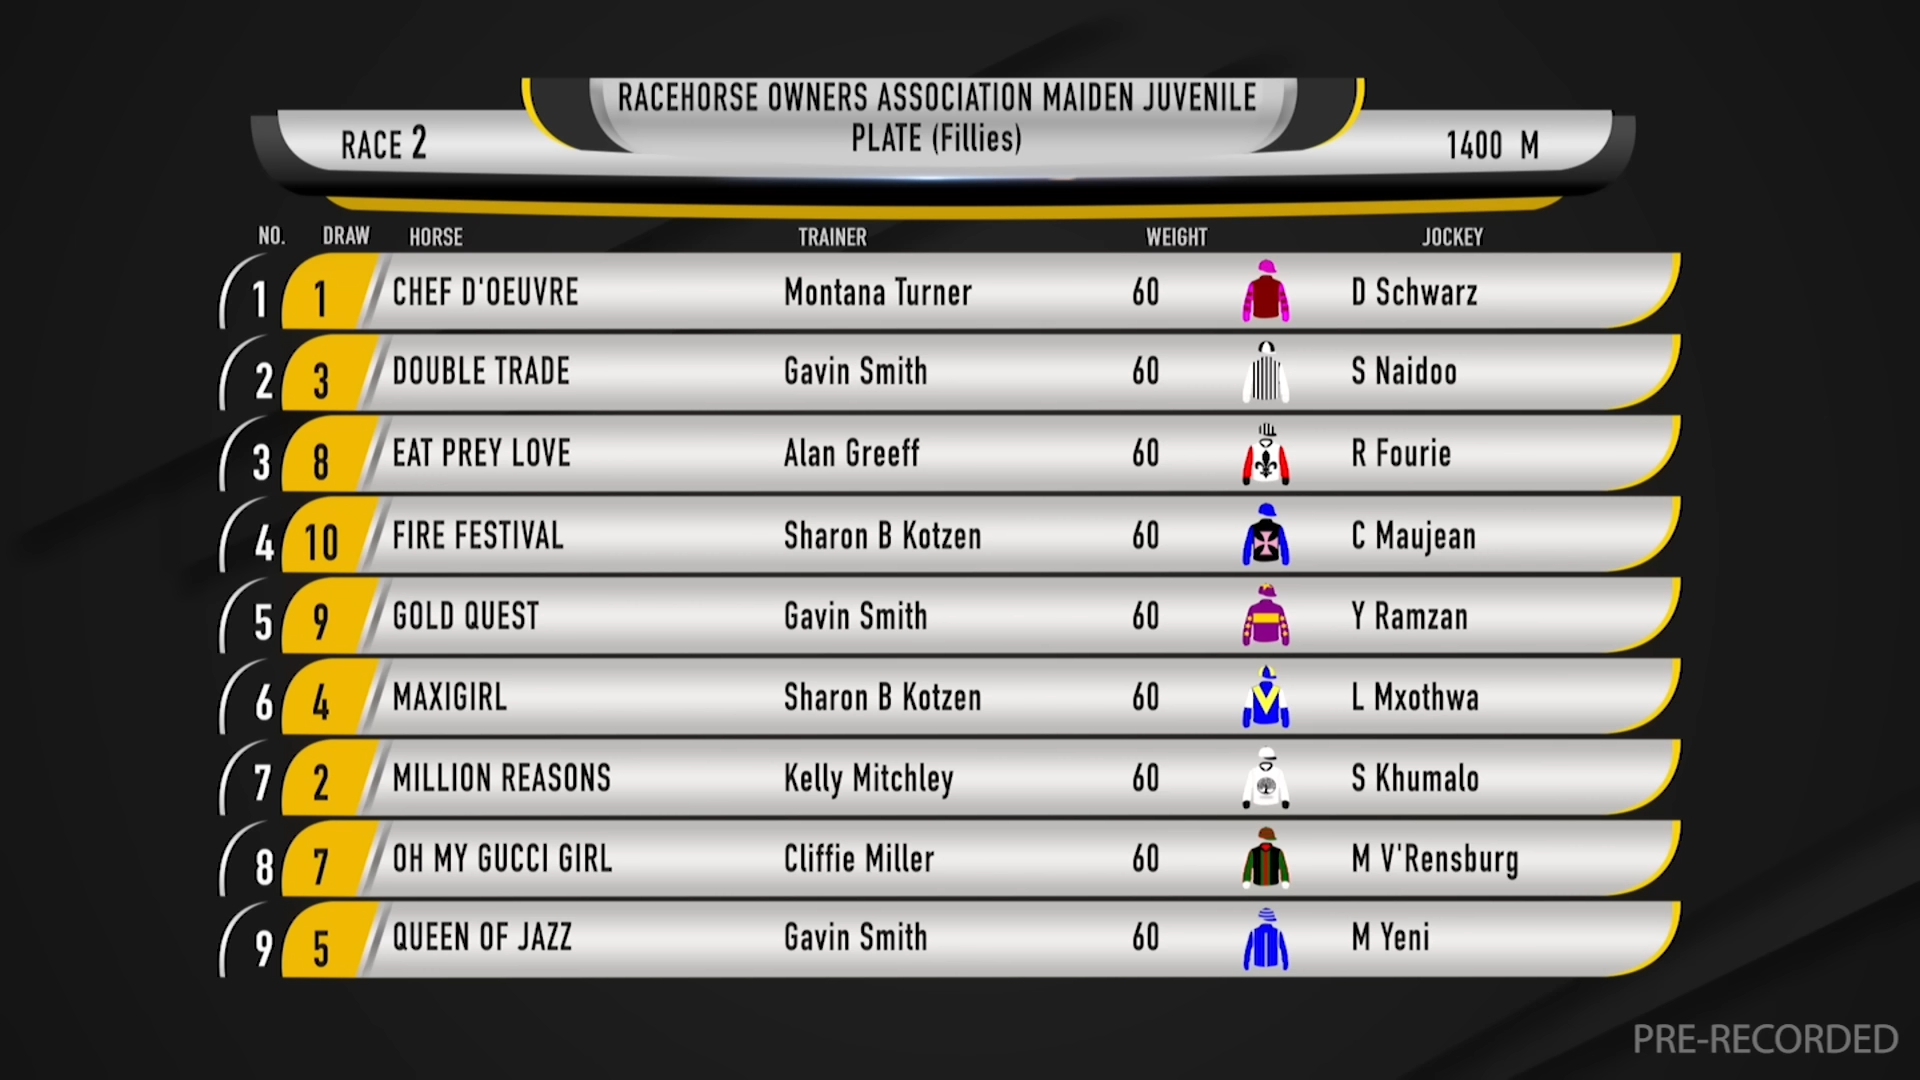 RACEHORSE OWNERS ASSOCIATION MAIDEN JUVENILE
PLATE (Fillies)
RACE 2
1400 M
NO. DRAW HORSE TRAINER WEIGHT JOCKEY
1 1 CHEF D'OEUVRE Montana Turner 60 D Schwarz
2 3 DOUBLE TRADE Gavin Smith 60 S Naidoo
3 8 EAT PREY LOVE Alan Greeff 60 R Fourie
4 10 FIRE FESTIVAL Sharon B Kotzen 60 C Maujean
5 9 GOLD QUEST Gavin Smith 60 Y Ramzan
6 4 MAXIGIRL Sharon B Kotzen 60 L Mxothwa
7 2 MILLION REASONS Kelly Mitchley 60 S Khumalo
8 7 OH MY GUCCI GIRL Cliffie Miller 60 M V'Rensburg
9 5 QUEEN OF JAZZ Gavin Smith 60 M Yeni
PRE-RECORDED